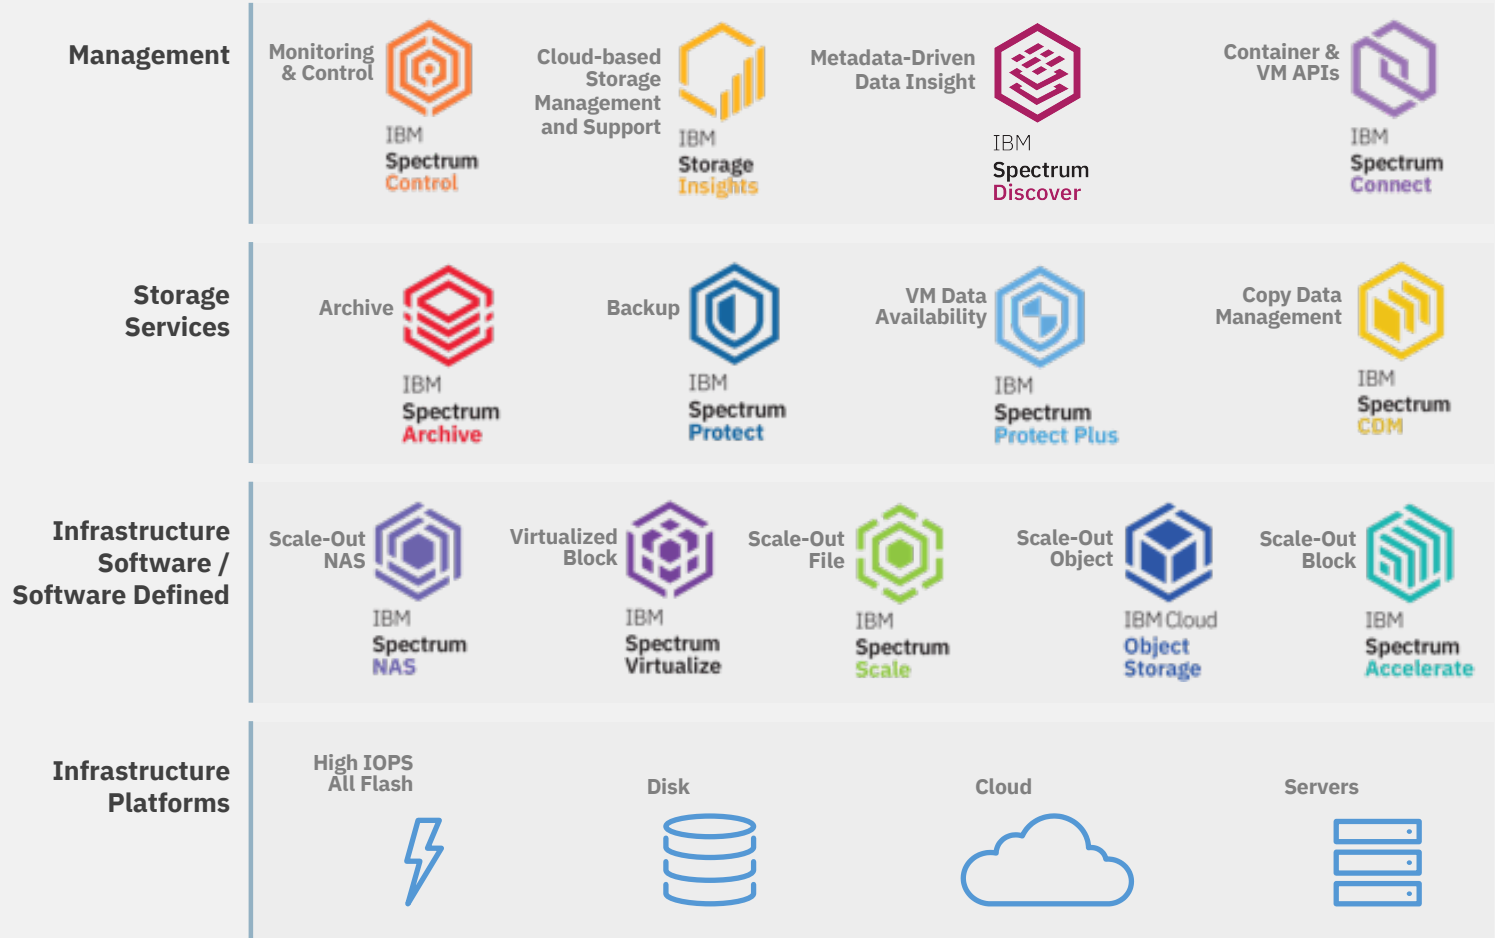 Management
Monitoring
& Control
IBM
Spectrum
Control
Cloud-based
Storage
Management
and Support
IBM
Storage
Insights
Metadata-Driven
Data Insight
IBM
Spectrum
Discover
Container &
VM APIs
IBM
Spectrum
Connect
Storage
Services
Archive
IBM
Spectrum
Archive
Backup
IBM
Spectrum
Protect
VM Data
Availability
IBM
Spectrum
Protect Plus
Copy Data
Management
IBM
Spectrum
CDM
Infrastructure
Software /
Software Defined
Scale-Out
NAS
IBM
Spectrum
NAS
Virtualized
Block
IBM
Spectrum
Virtualize
Scale-Out
File
IBM
Spectrum
Scale
Scale-Out
Object
IBM Cloud
Object
Storage
Scale-Out
Block
IBM
Spectrum
Accelerate
Infrastructure
Platforms
High IOPS
All Flash
Disk
Cloud
Servers